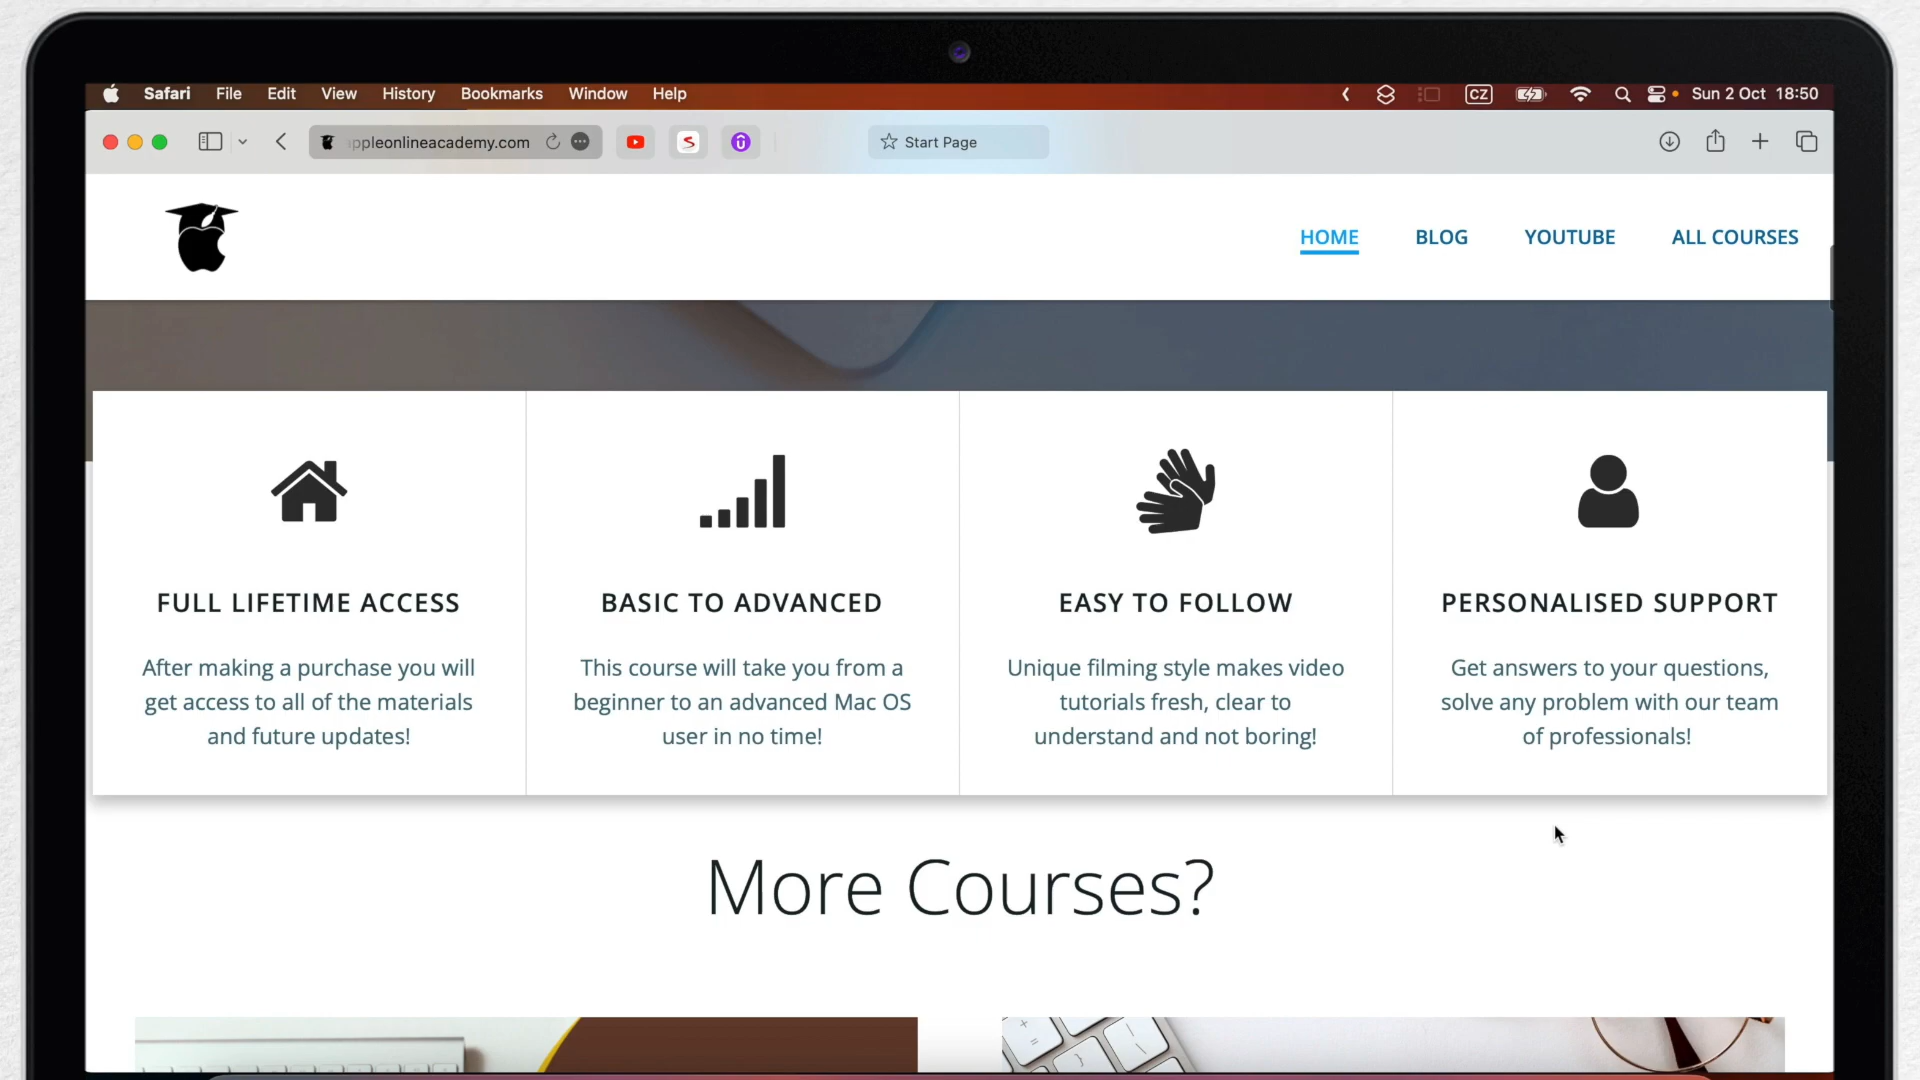 Safari File Edit View History Bookmarks Window Help CZ Sun 2 Oct 18:50
ppleonlineacademy.com Start Page
HOME BLOG YOUTUBE ALL COURSES
FULL LIFETIME ACCESS
After making a purchase you will
get access to all of the materials
and future updates!
BASIC TO ADVANCED
This course will take you from a
beginner to an advanced Mac OS
user in no time!
EASY TO FOLLOW
Unique filming style makes video
tutorials fresh, clear to
understand and not boring!
PERSONALISED SUPPORT
Get answers to your questions,
solve any problem with our team
of professionals!
More Courses?